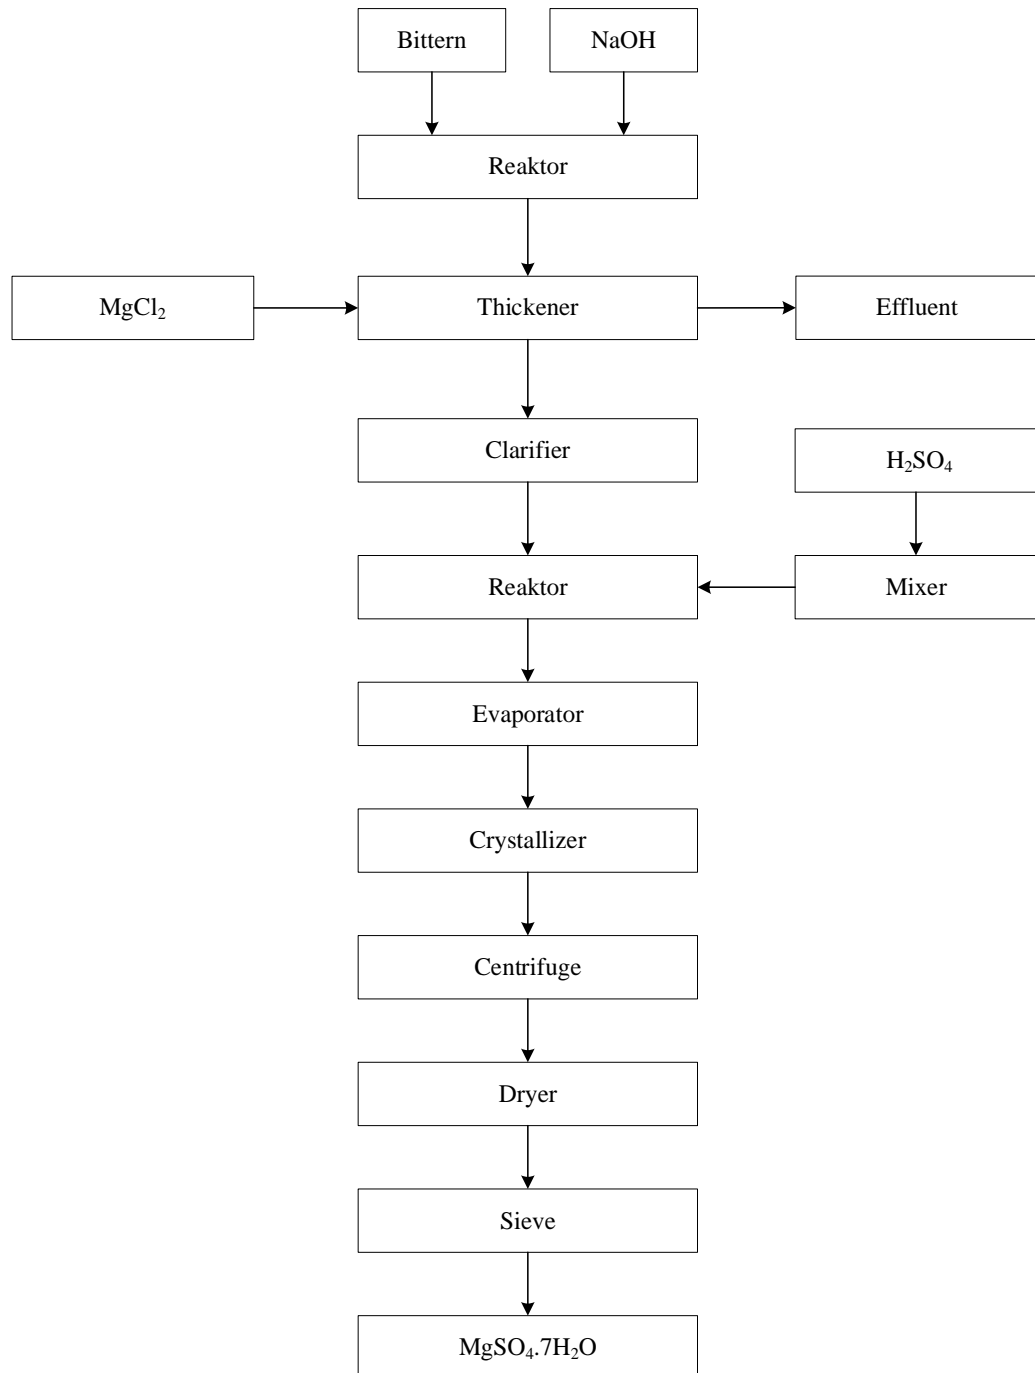 Bittern
NaOH
Reaktor
MgCl₂
Thickener
Effluent
Clarifier
H₂SO₄
Reaktor
Mixer
Evaporator
Crystallizer
Centrifuge
Dryer
Sieve
MgSO₄.7H₂O